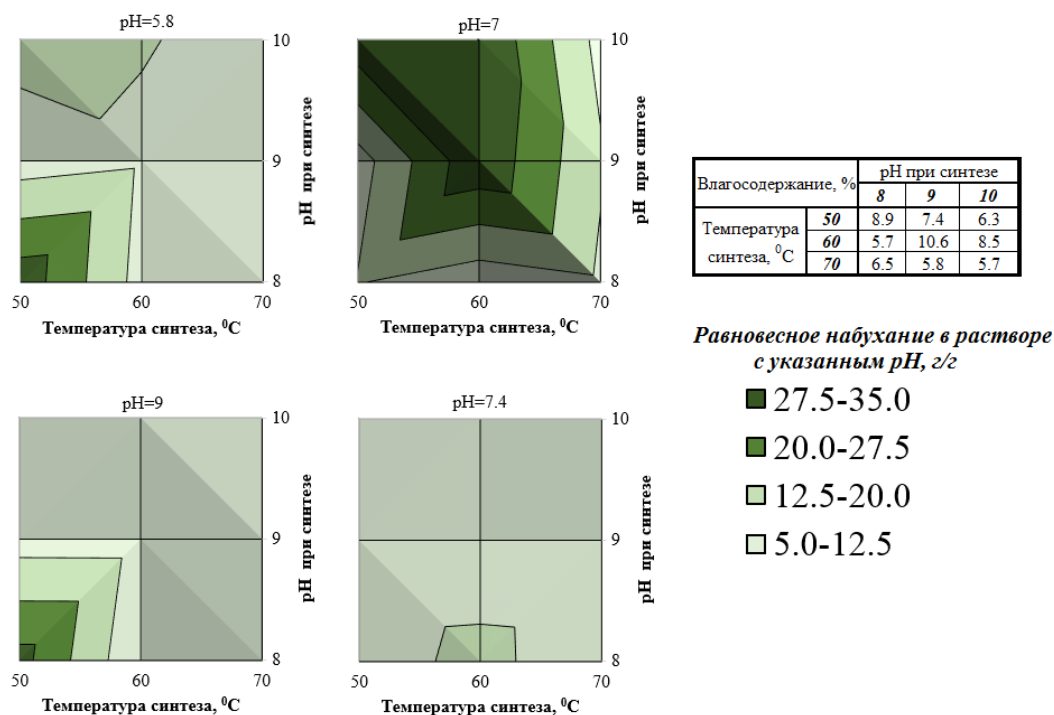 pH=5.8
10
9
8
pH при синтезе
50 60 70
Температура синтеза, ⁰C
pH=7
10
9
8
pH при синтезе
50 60 70
Температура синтеза, ⁰C
Влагосодержание, % pH при синтезе
8 9 10
Температура синтеза, ⁰C
50 8.9 7.4 6.3
60 5.7 10.6 8.5
70 6.5 5.8 5.7
Равновесное набухание в растворе
с указанным pH, г/г
27.5-35.0
20.0-27.5
12.5-20.0
5.0-12.5
pH=9
10
9
8
pH при синтезе
50 60 70
Температура синтеза, ⁰C
pH=7.4
10
9
8
pH при синтезе
50 60 70
Температура синтеза, ⁰C